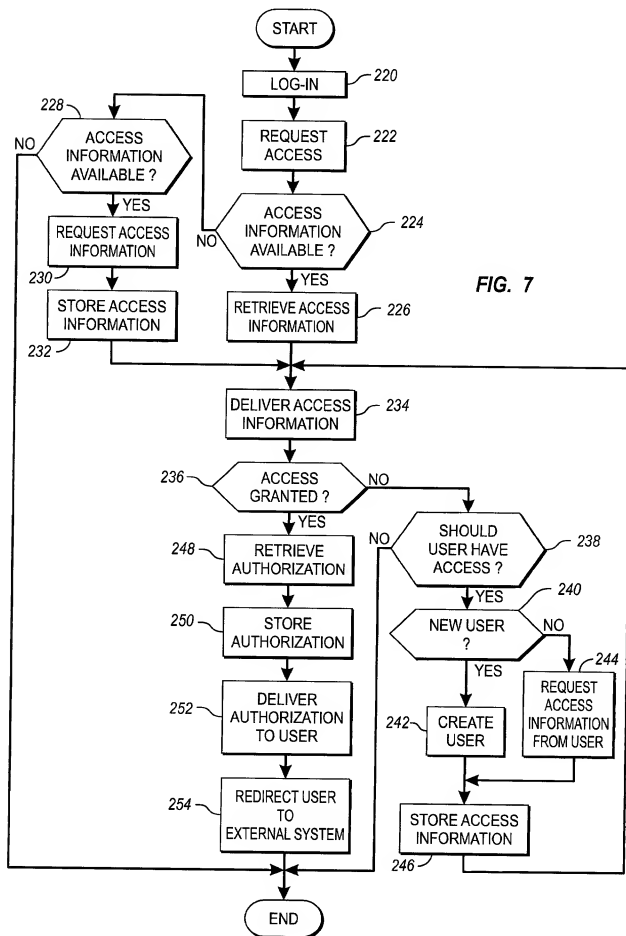 START
LOG-IN
220
REQUEST
ACCESS
222
228
ACCESS
INFORMATION
AVAILABLE ?
NO
YES
ACCESS
INFORMATION
AVAILABLE ?
224
NO
YES
REQUEST ACCESS
INFORMATION
230
STORE ACCESS
INFORMATION
232
RETRIEVE ACCESS
INFORMATION
226
FIG. 7
DELIVER ACCESS
INFORMATION
234
236
ACCESS
GRANTED ?
NO
YES
248
RETRIEVE
AUTHORIZATION
NO
SHOULD
USER HAVE
ACCESS ?
238
YES
250
STORE
AUTHORIZATION
240
NEW USER
?
NO
YES
252
DELIVER
AUTHORIZATION
TO USER
242
CREATE
USER
244
REQUEST
ACCESS
INFORMATION
FROM USER
254
REDIRECT USER
TO
EXTERNAL SYSTEM
STORE ACCESS
INFORMATION
246
END